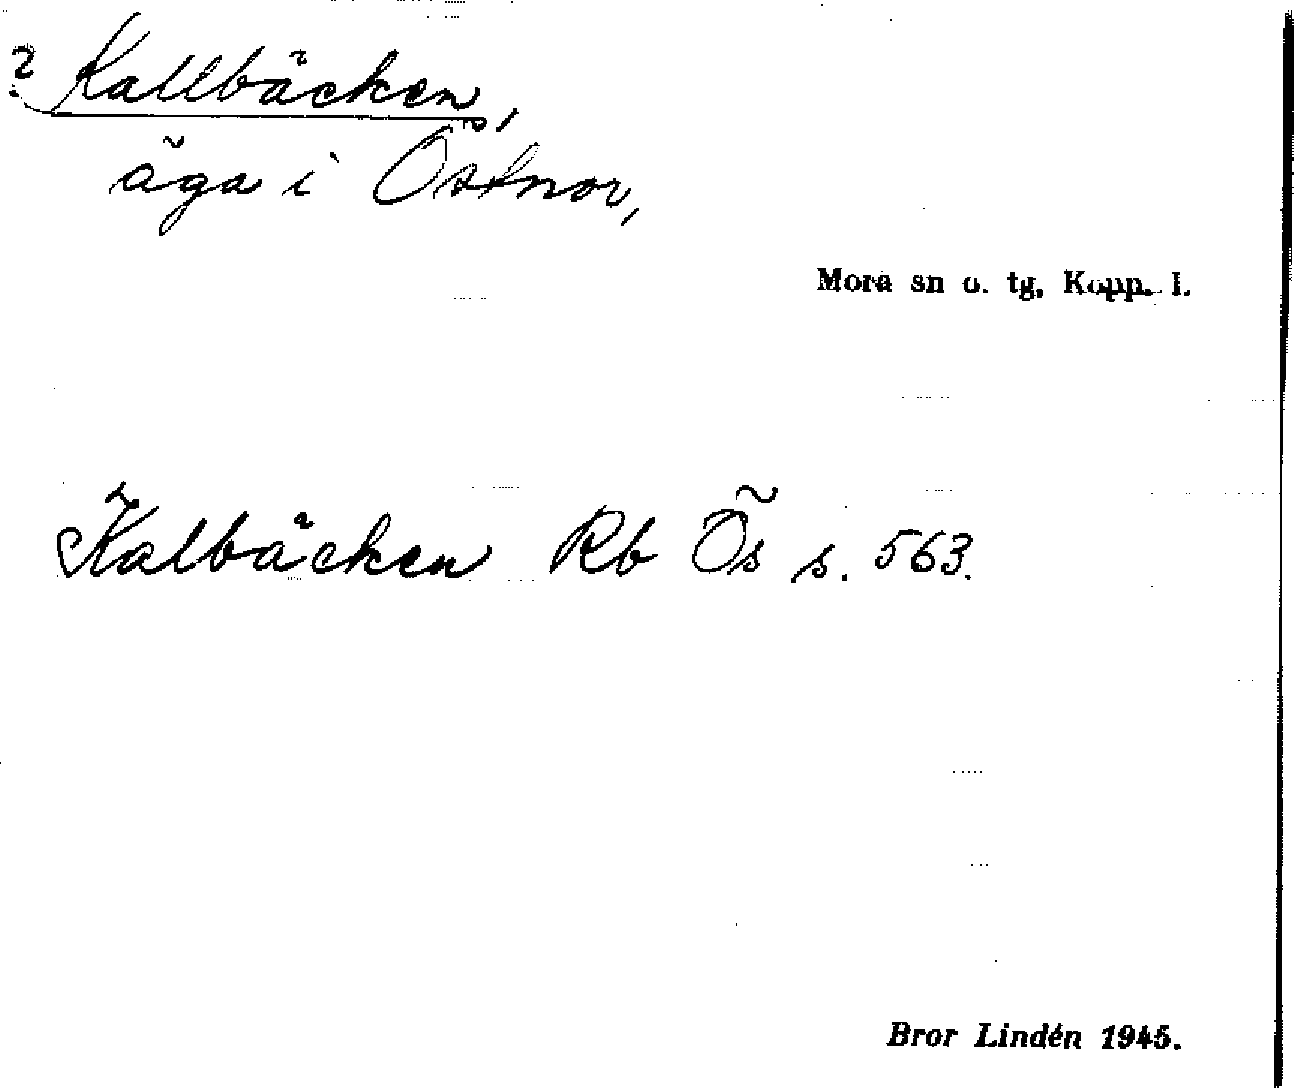 ? Kallbäcken,
äga i Östnor,
Mora sn o. tg, Kopp. l.
Kalbäcken Rb Ös s. 563.
Bror Lindén 1945.